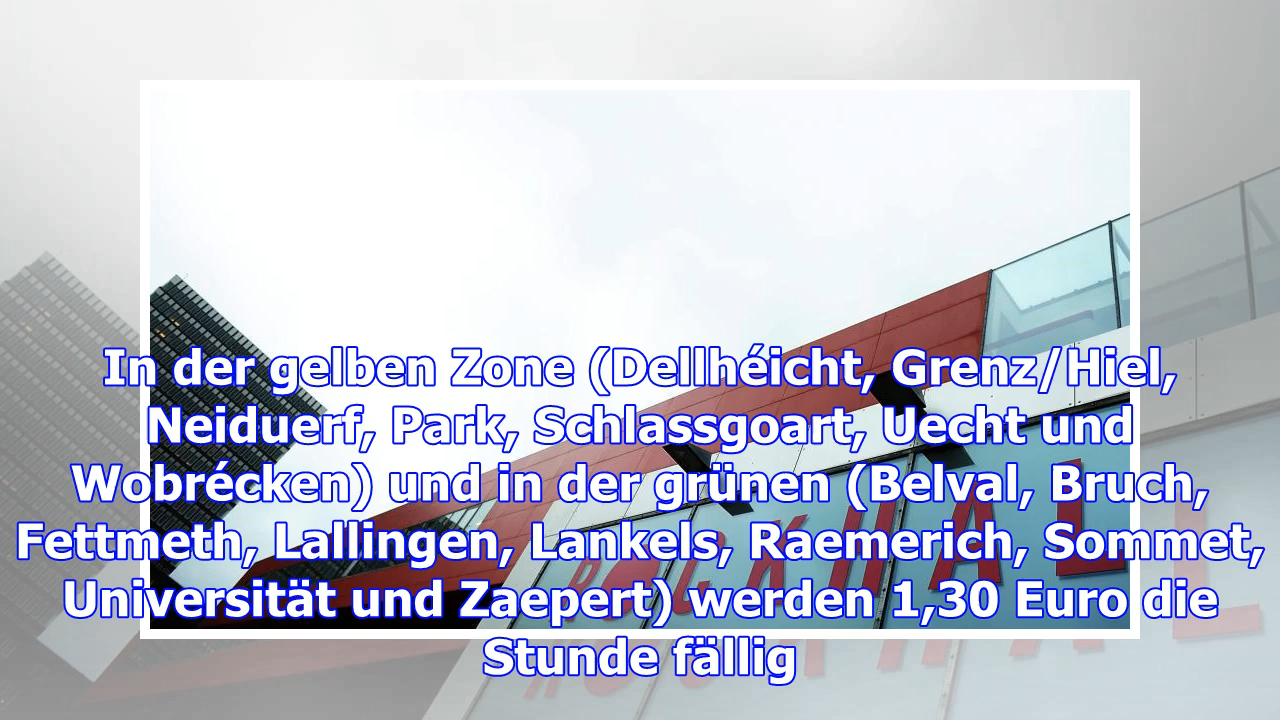 In der gelben Zone (Dellhéicht, Grenz/Hiel,
Neiduerf, Park, Schlassgoart, Uecht und
Wobrécken) und in der grünen (Belval, Bruch,
Fettmeth, Lallingen, Lankels, Raemerich, Sommet,
Universität und Zaepert) werden 1,30 Euro die
Stunde fällig
ROCKHALL